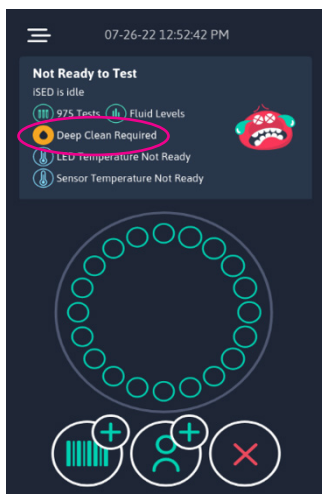 07-26-22 12:52:42 PM
Not Ready to Test
iSED is idle
975 Tests Fluid Levels
Deep Clean Required
LED Temperature Not Ready
Sensor Temperature Not Ready